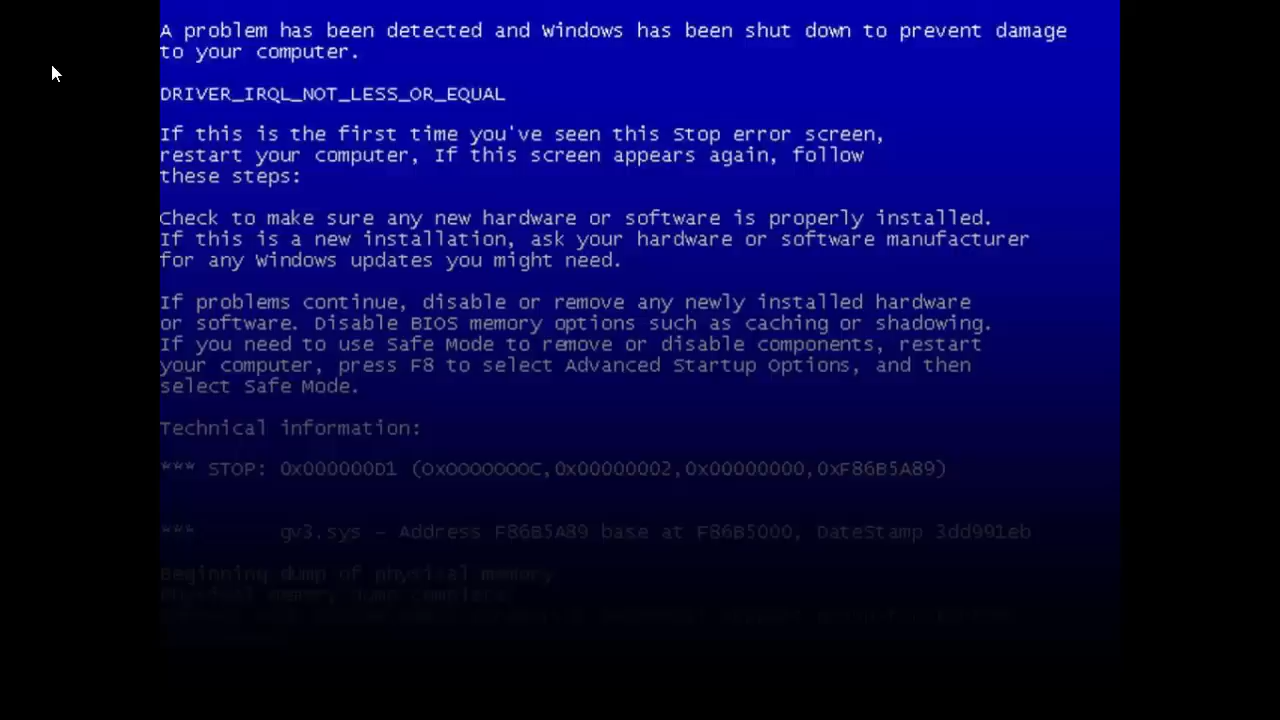 A problem has been detected and Windows has been shut down to prevent damage
to your computer.
DRIVER_IRQL_NOT_LESS_OR_EQUAL
If this is the first time you've seen this Stop error screen,
restart your computer, If this screen appears again, follow
these steps:
Check to make sure any new hardware or software is properly installed.
If this is a new installation, ask your hardware or software manufacturer
for any Windows updates you might need.
If problems continue, disable or remove any newly installed hardware
or software. Disable BIOS memory options such as caching or shadowing.
If you need to use Safe Mode to remove or disable components, restart
your computer, press F8 to select Advanced Startup Options, and then
select Safe Mode.
Technical information:
*** STOP: 0x000000D1 (0x0000000C,0x00000002,0x00000000,0xF86B5A89)
*** gv3.sys - Address F86B5A89 base at F86B5000, DateStamp 3dd991eb
Beginning dump of physical memory
Physical memory dump complete.